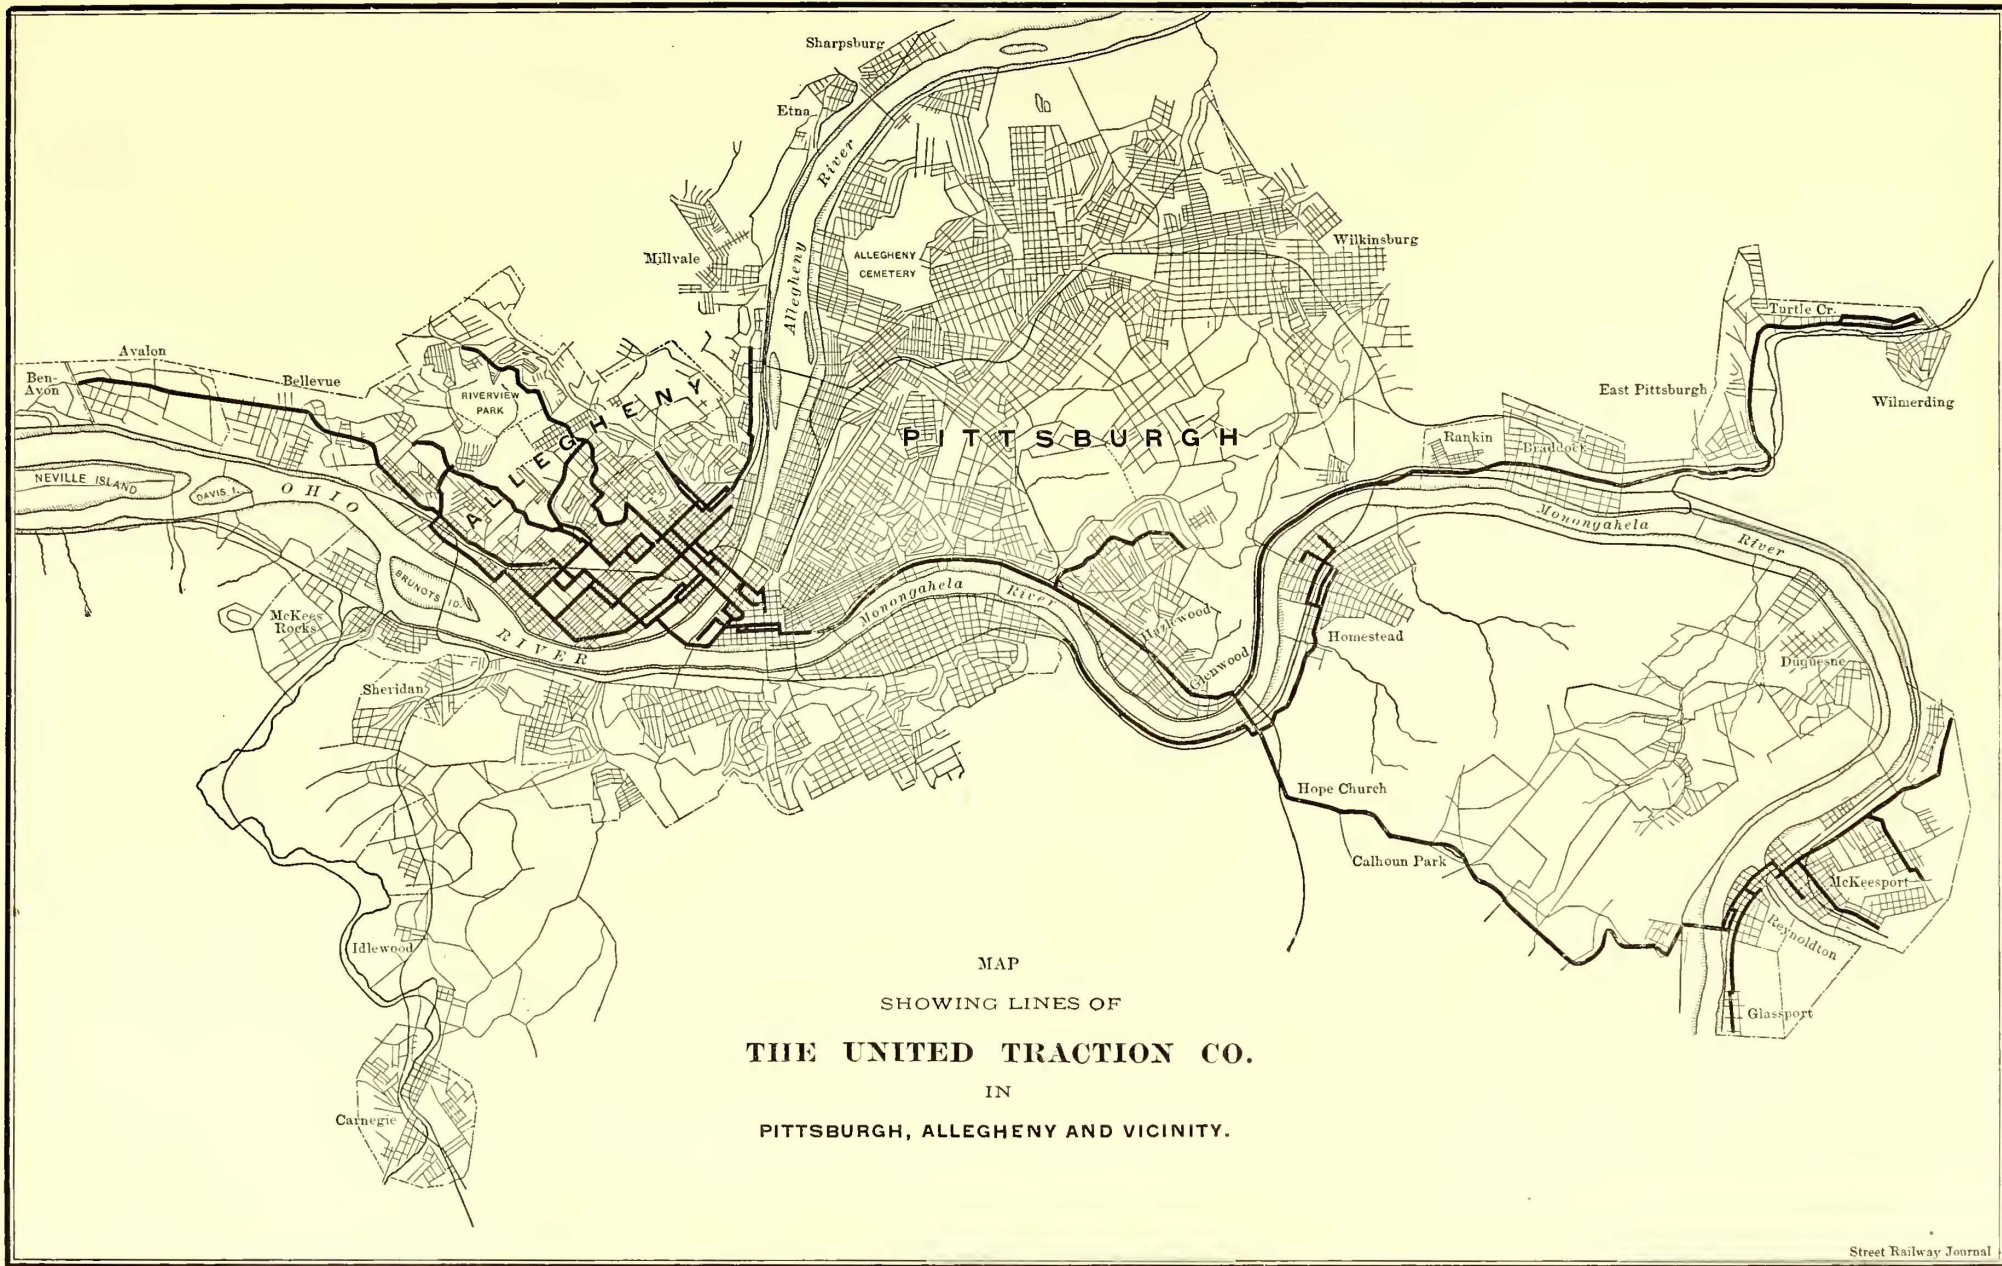 Sharpsburg
Etna
River
Allegheny
Millvale
ALLEGHENY
CEMETERY
Wilkinsburg
Turtle Cr.
Avalon
Ben-
Avon
Bellevue
RIVERVIEW
PARK
East Pittsburgh
Wilmerding
ALLEGHENY
PITTSBURGH
Rankin
Braddock
NEVILLE ISLAND
DAVIS I.
OHIO
RIVER
BRUNOTS ID.
McKees
Rocks
Monongahela
River
Monongahela
River
Hazlewood
Glenwood
Homestead
Duquesne
Sheridan
Hope Church
Calhoun Park
McKeesport
Reynoldton
Idlewood
Glassport
Carnegie
MAP
SHOWING LINES OF
THE UNITED TRACTION CO.
IN
PITTSBURGH, ALLEGHENY AND VICINITY.
Street Railway Journal